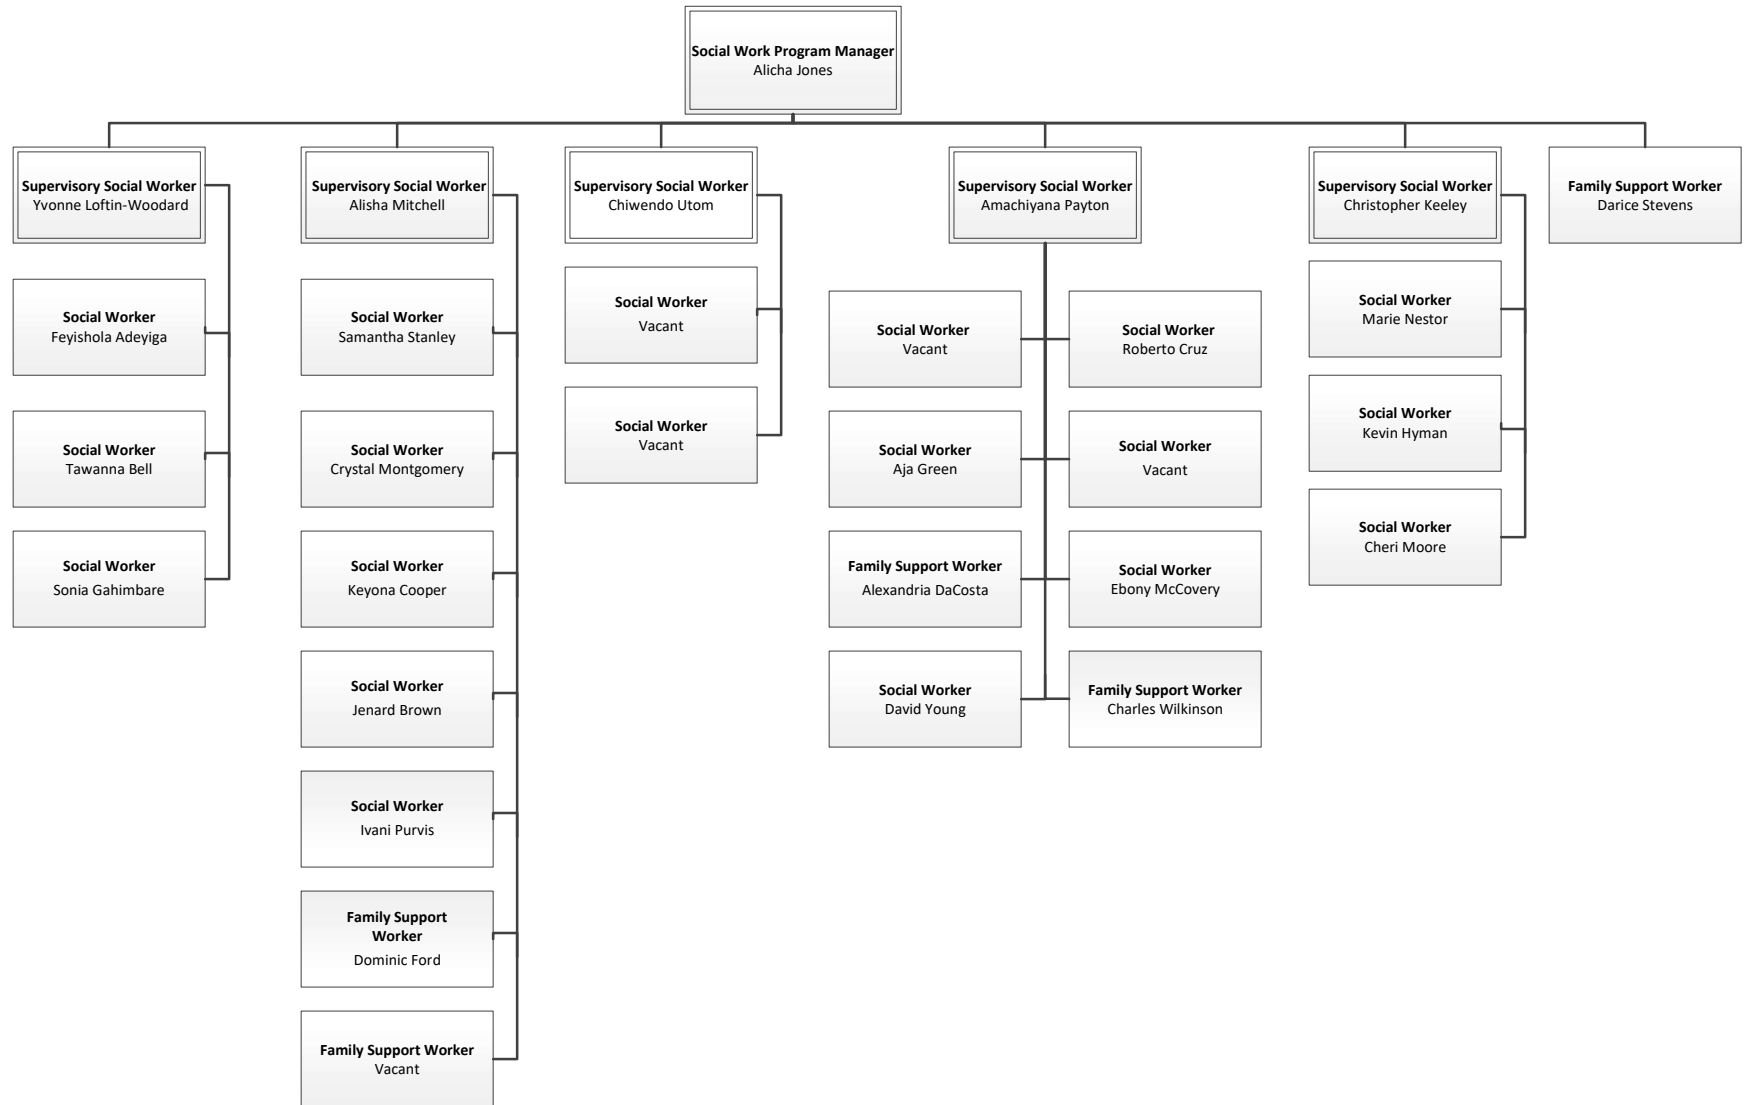 Social Work Program Manager
Alicha Jones
Supervisory Social Worker
Yvonne Loftin-Woodard
Supervisory Social Worker
Alisha Mitchell
Supervisory Social Worker
Chiwendo Utom
Supervisory Social Worker
Amachiyana Payton
Supervisory Social Worker
Christopher Keeley
Family Support Worker
Darice Stevens
Social Worker
Feyishola Adeyiga
Social Worker
Tawanna Bell
Social Worker
Sonia Gahimbare
Social Worker
Samantha Stanley
Social Worker
Crystal Montgomery
Social Worker
Keyona Cooper
Social Worker
Jenard Brown
Social Worker
Ivani Purvis
Family Support
Worker
Dominic Ford
Family Support Worker
Vacant
Social Worker
Vacant
Social Worker
Vacant
Social Worker
Vacant
Social Worker
Roberto Cruz
Social Worker
Aja Green
Social Worker
Vacant
Family Support Worker
Alexandria DaCosta
Social Worker
Ebony McCovery
Social Worker
David Young
Family Support Worker
Charles Wilkinson
Social Worker
Marie Nestor
Social Worker
Kevin Hyman
Social Worker
Cheri Moore